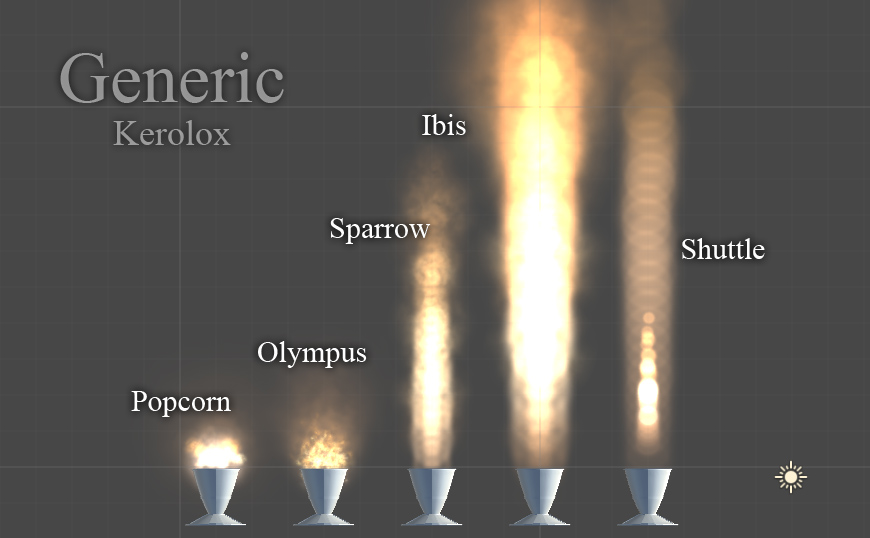 Generic
Kerolox
Ibis
Sparrow
Shuttle
Olympus
Popcorn